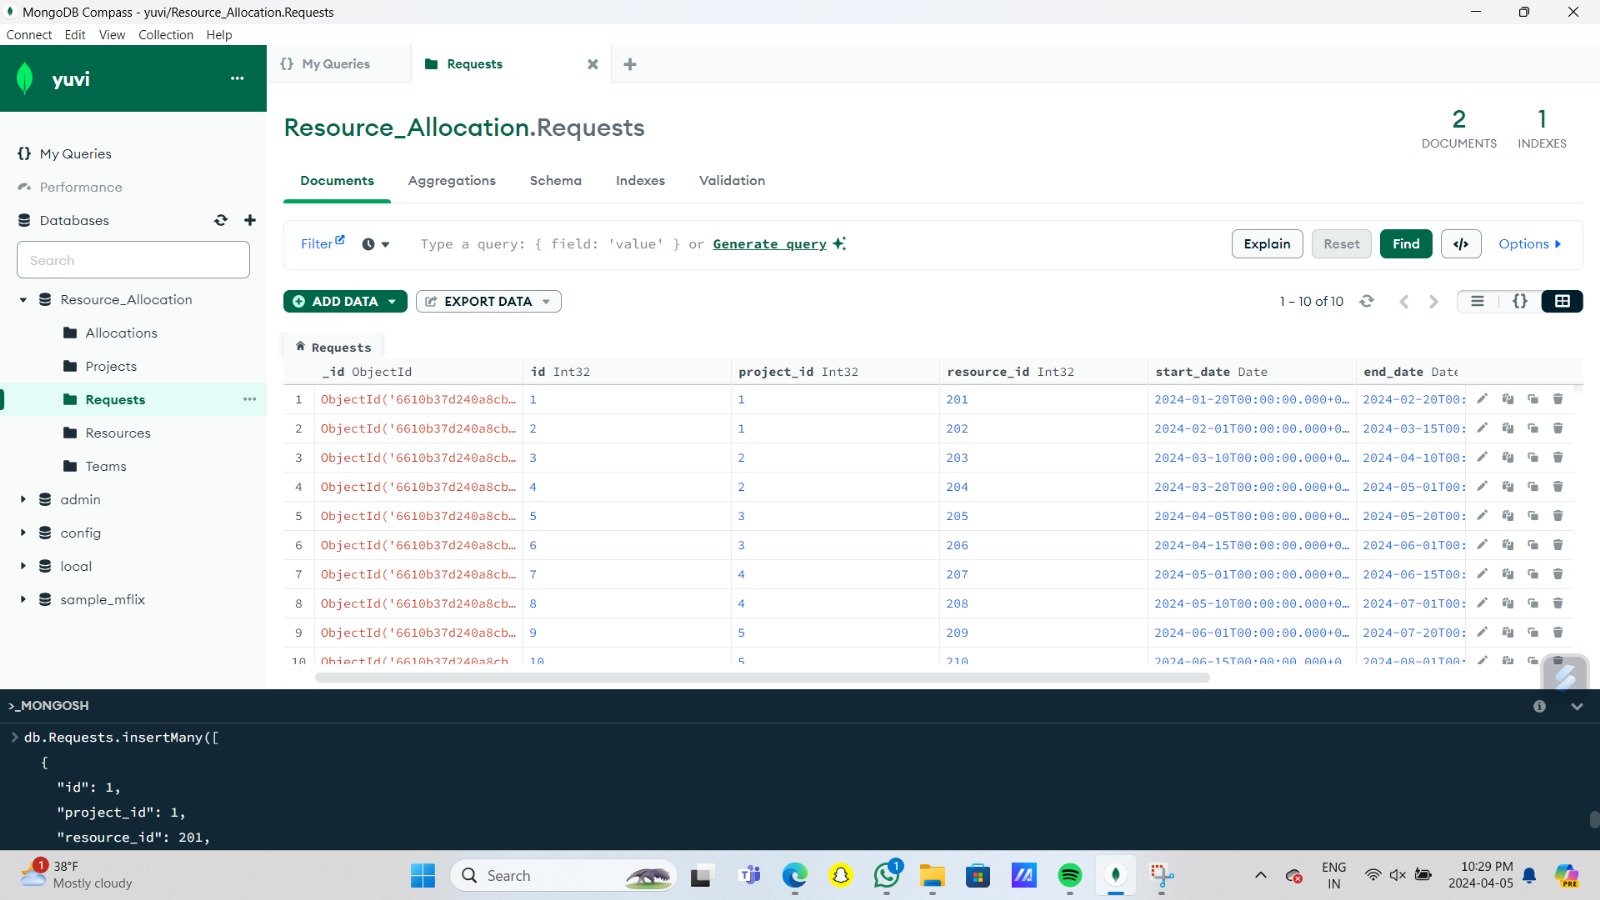 MongoDB Compass - yuvi/Resource_Allocation.Requests
Connect Edit View Collection Help
yuvi
{} My Queries
Requests
Resource_Allocation.Requests
2
DOCUMENTS
1
INDEXES
{} My Queries
Performance
Databases
Search
Resource_Allocation
Allocations
Projects
Requests
Resources
Teams
admin
config
local
sample_mflix
Documents Aggregations Schema Indexes Validation
Filter Type a query: { field: 'value' } or Generate query Explain Reset Find </> Options
ADD DATA EXPORT DATA 1 – 10 of 10 {}
Requests
_id ObjectId id Int32 project_id Int32 resource_id Int32 start_date Date end_date Date
1 ObjectId('6610b37d240a8cb… 1 1 201 2024-01-20T00:00:00.000+0… 2024-02-20T00:
2 ObjectId('6610b37d240a8cb… 2 1 202 2024-02-01T00:00:00.000+0… 2024-03-15T00:
3 ObjectId('6610b37d240a8cb… 3 2 203 2024-03-10T00:00:00.000+0… 2024-04-10T00:
4 ObjectId('6610b37d240a8cb… 4 2 204 2024-03-20T00:00:00.000+0… 2024-05-01T00:
5 ObjectId('6610b37d240a8cb… 5 3 205 2024-04-05T00:00:00.000+0… 2024-05-20T00:
6 ObjectId('6610b37d240a8cb… 6 3 206 2024-04-15T00:00:00.000+0… 2024-06-01T00:
7 ObjectId('6610b37d240a8cb… 7 4 207 2024-05-01T00:00:00.000+0… 2024-06-15T00:
8 ObjectId('6610b37d240a8cb… 8 4 208 2024-05-10T00:00:00.000+0… 2024-07-01T00:
9 ObjectId('6610b37d240a8cb… 9 5 209 2024-06-01T00:00:00.000+0… 2024-07-20T00:
10 ObjectId('6610b37d240a8cb 10 5 210 2024-06-15T00:00:00.000+0 2024-08-01T00:
>_MONGOSH
> db.Requests.insertMany([
{
"id": 1,
"project_id": 1,
"resource_id": 201,
1 38°F
Mostly cloudy
Search
1
ENG
IN
10:29 PM
2024-04-05
PRE